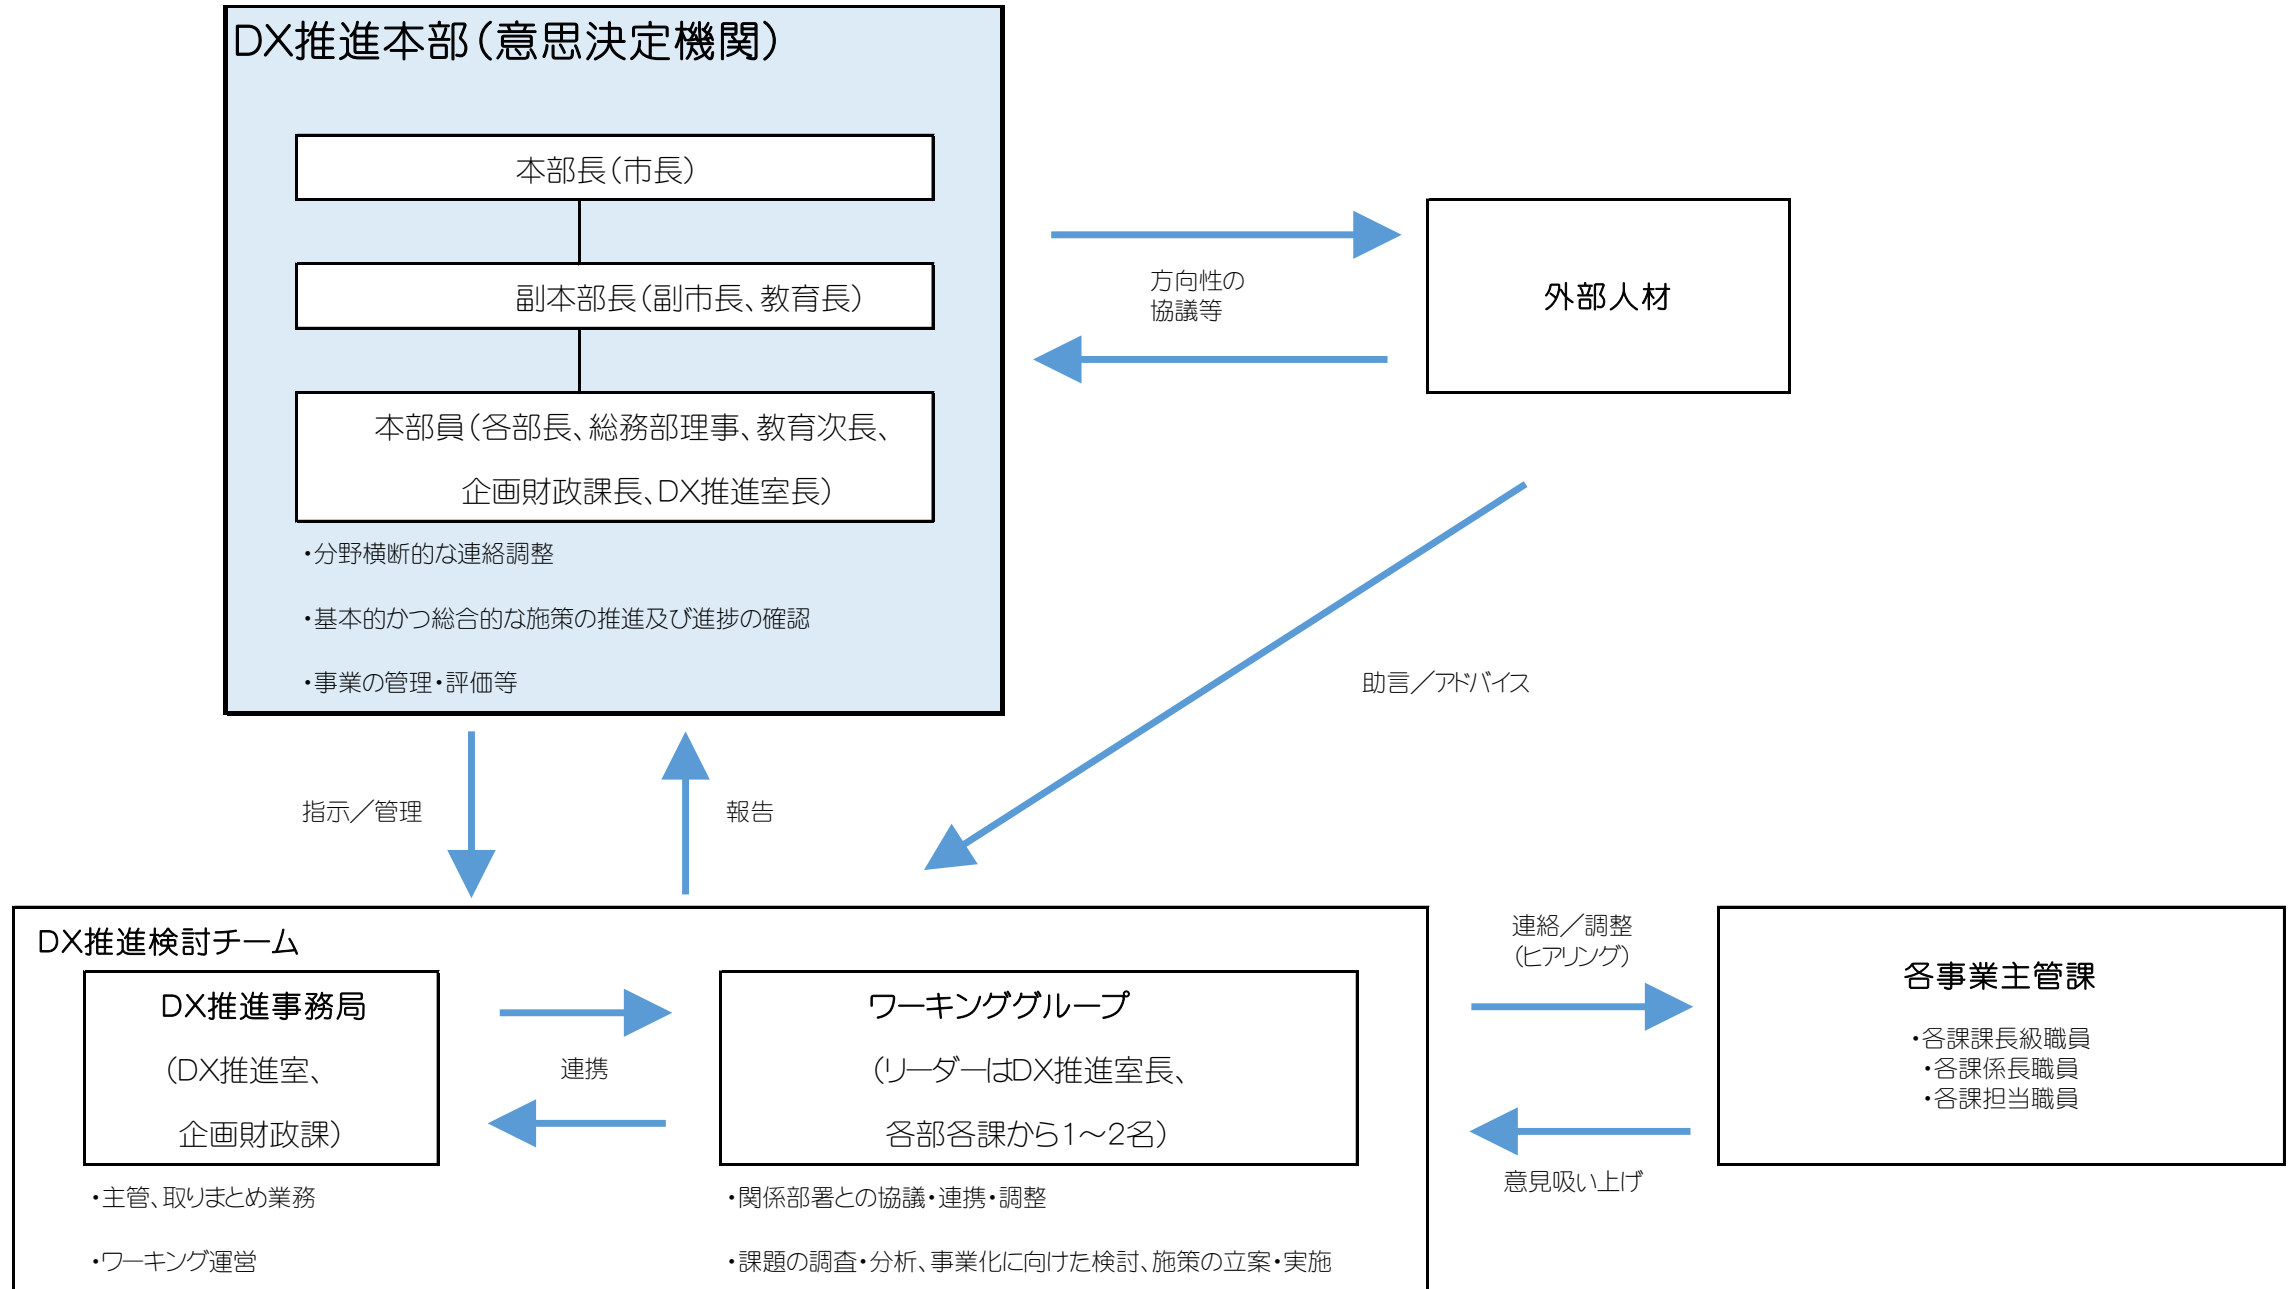 DX推進本部(意思決定機関)
本部長(市長)
副本部長(副市長、教育長)
本部員(各部長、総務部理事、教育次長、
企画財政課長、DX推進室長)
・分野横断的な連絡調整
・基本的かつ総合的な施策の推進及び進捗の確認
・事業の管理・評価等
方向性の
協議等
外部人材
助言／アドバイス
指示／管理
報告
DX推進検討チーム
DX推進事務局
(DX推進室、
企画財政課)
・主管、取りまとめ業務
・ワーキング運営
連携
ワーキンググループ
(リーダーはDX推進室長、
各部各課から1～2名)
・関係部署との協議・連携・調整
・課題の調査・分析、事業化に向けた検討、施策の立案・実施
連絡／調整
(ヒアリング)
意見吸い上げ
各事業主管課
・各課課長級職員
・各課係長職員
・各課担当職員